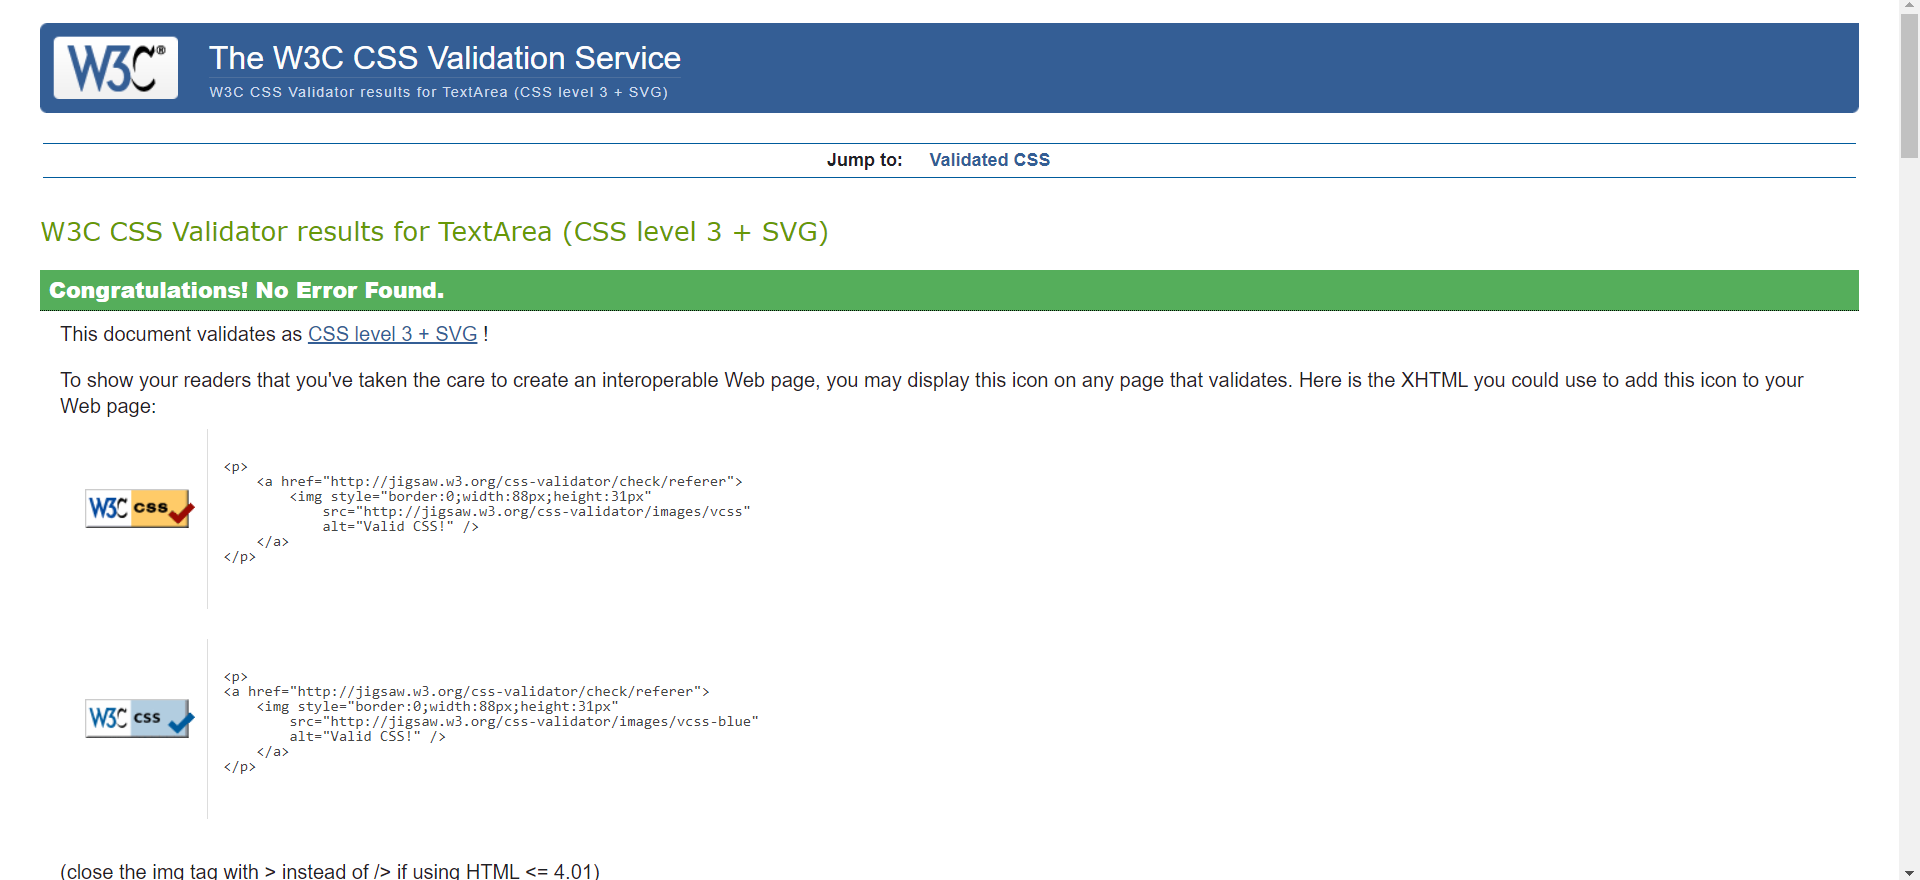 W3C®
The W3C CSS Validation Service
W3C CSS Validator results for TextArea (CSS level 3 + SVG)
Jump to: Validated CSS
W3C CSS Validator results for TextArea (CSS level 3 + SVG)
Congratulations! No Error Found.
This document validates as CSS level 3 + SVG !
To show your readers that you've taken the care to create an interoperable Web page, you may display this icon on any page that validates. Here is the XHTML you could use to add this icon to your
Web page:
W3C css
<p>
    <a href="http://jigsaw.w3.org/css-validator/check/referer">
        <img style="border:0;width:88px;height:31px"
            src="http://jigsaw.w3.org/css-validator/images/vcss"
            alt="Valid CSS!" />
    </a>
</p>
W3C css
<p>
<a href="http://jigsaw.w3.org/css-validator/check/referer">
    <img style="border:0;width:88px;height:31px"
        src="http://jigsaw.w3.org/css-validator/images/vcss-blue"
        alt="Valid CSS!" />
    </a>
</p>
(close the img tag with > instead of /> if using HTML <= 4.01)